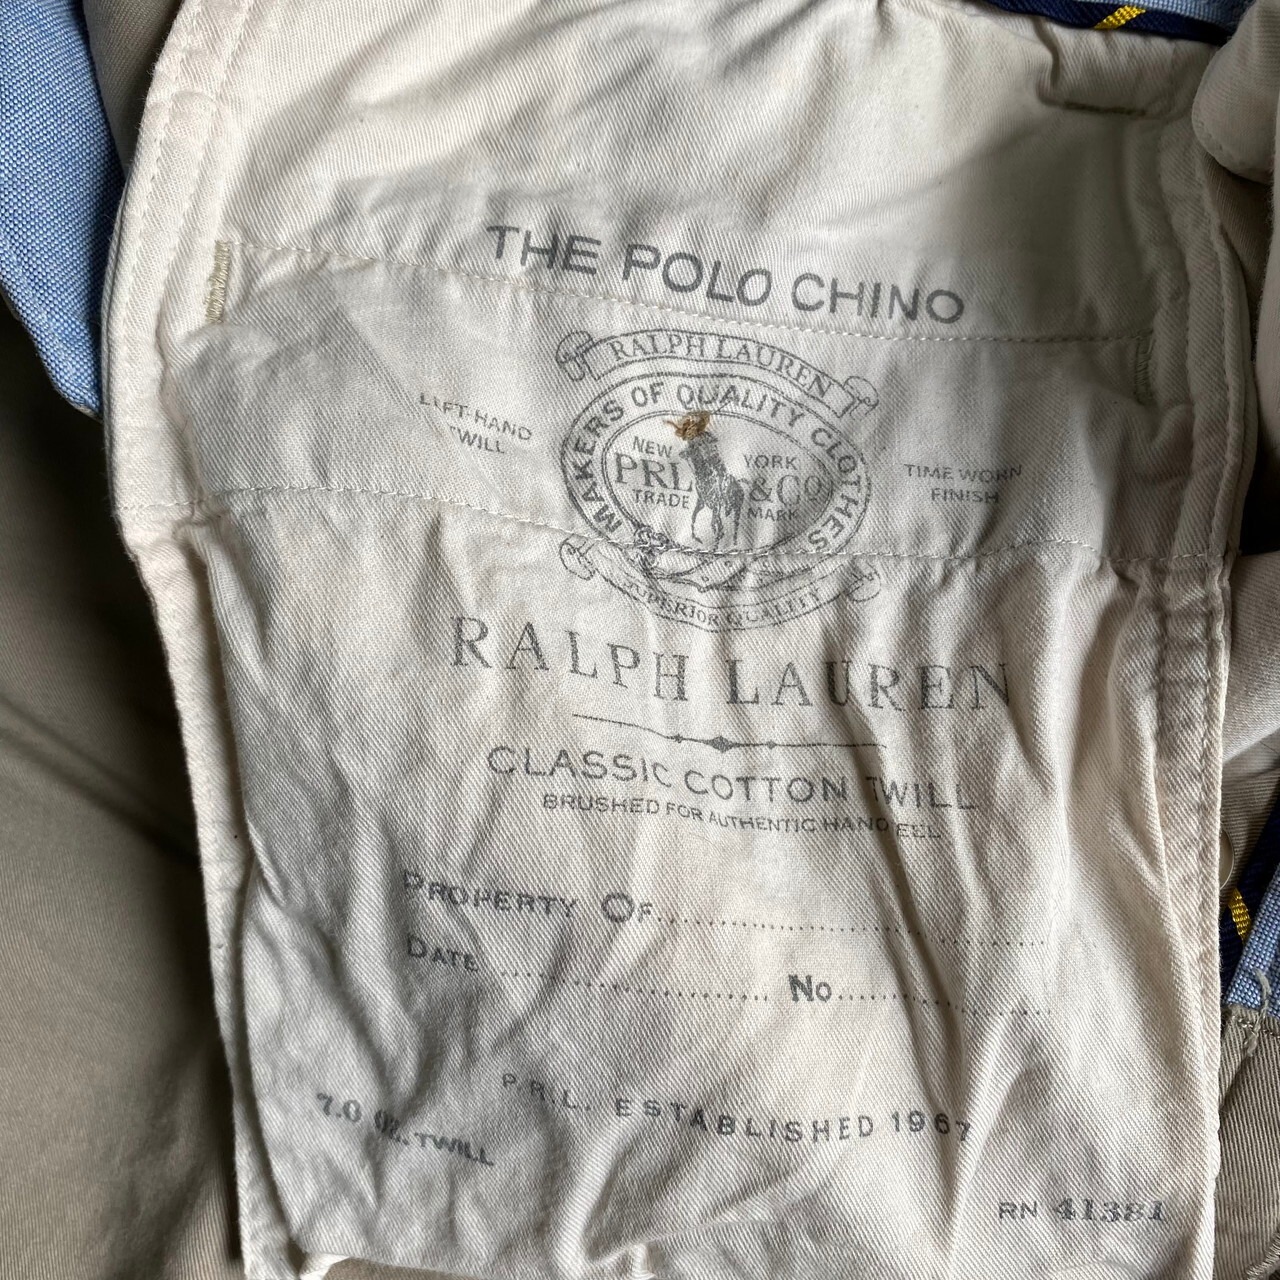 THE POLO CHINO
RALPH LAUREN
MAKERS OF QUALITY CLOTHES
LEFT HAND
TWILL
NEW YORK
PRL & CO
TRADE MARK
TIME WORN
FINISH
SUPERIOR QUALITY
RALPH LAUREN
CLASSIC COTTON TWILL
BRUSHED FOR AUTHENTIC HAND FEEL
PROPERTY OF
DATE No
P.R.L. ESTABLISHED 1967
7.0 OZ. TWILL
RN 41381